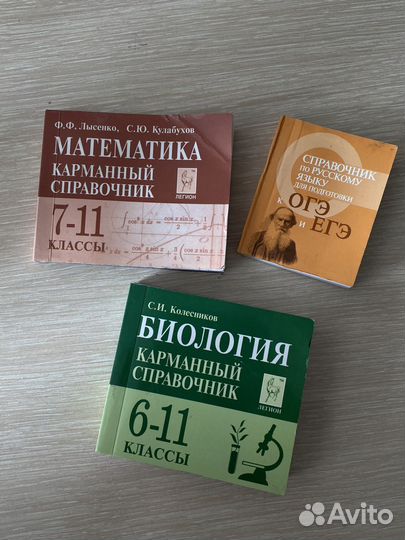 Ф.Ф. Лысенко, С.Ю. Кулабухов
МАТЕМАТИКА
КАРМАННЫЙ
СПРАВОЧНИК
7-11
КЛАССЫ
ЛЕГИОН
СПРАВОЧНИК
ПО РУССКОМУ
ЯЗЫКУ
ДЛЯ ПОДГОТОВКИ
К ОГЭ
И ЕГЭ
С.И. Колесников
БИОЛОГИЯ
КАРМАННЫЙ
СПРАВОЧНИК
6-11
КЛАССЫ
ЛЕГИОН
Avito